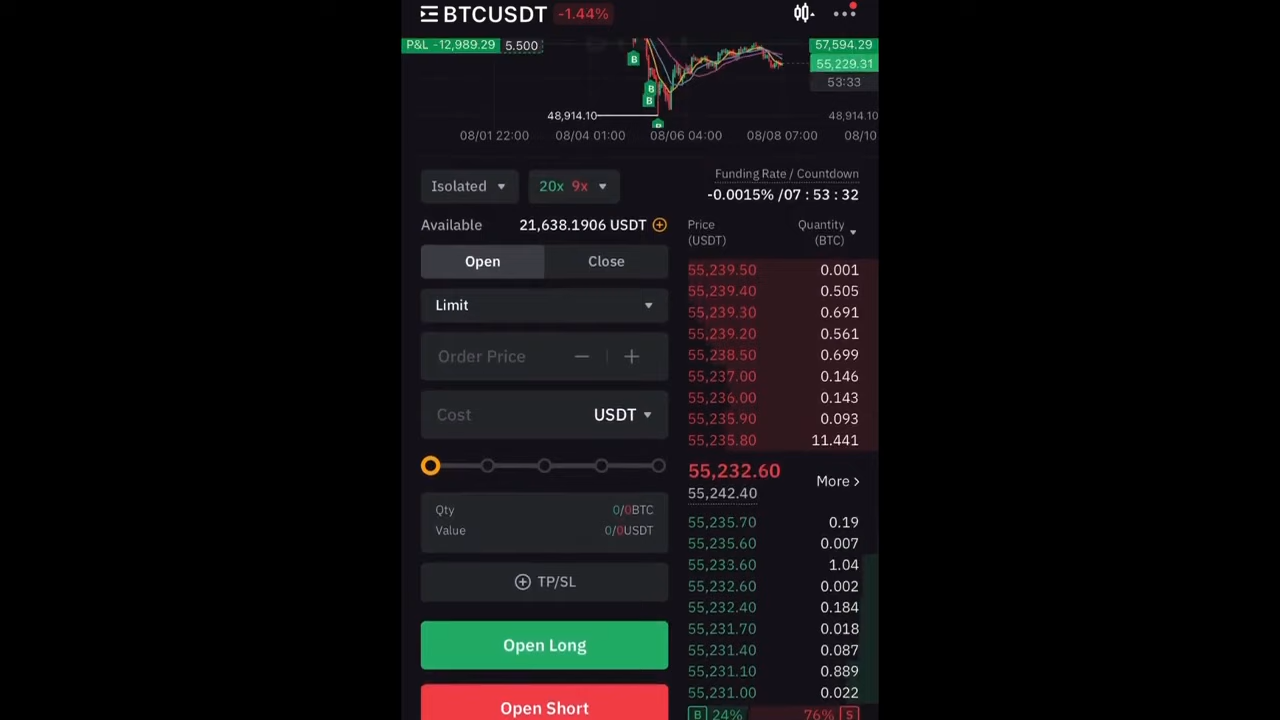 BTCUSDT -1.44%
P&L -12,989.29 5.500
57,594.29
55,229.31
53:33
B
B
B
B
48,914.10
48,914.10
08/01 22:00 08/04 01:00 08/06 04:00 08/08 07:00 08/10
Isolated 20x 9x
Funding Rate / Countdown
-0.0015% /07 : 53 : 32
Available 21,638.1906 USDT
Price Quantity
(USDT) (BTC)
Open Close
Limit
Order Price
Cost USDT
Qty 0/0BTC
Value 0/0USDT
TP/SL
Open Long
Open Short
55,239.50 0.001
55,239.40 0.505
55,239.30 0.691
55,239.20 0.561
55,238.50 0.699
55,237.00 0.146
55,236.00 0.143
55,235.90 0.093
55,235.80 11.441
55,232.60
55,242.40
More
55,235.70 0.19
55,235.60 0.007
55,233.60 1.04
55,232.60 0.002
55,232.40 0.184
55,231.70 0.018
55,231.40 0.087
55,231.10 0.889
55,231.00 0.022
B 24% 76% S